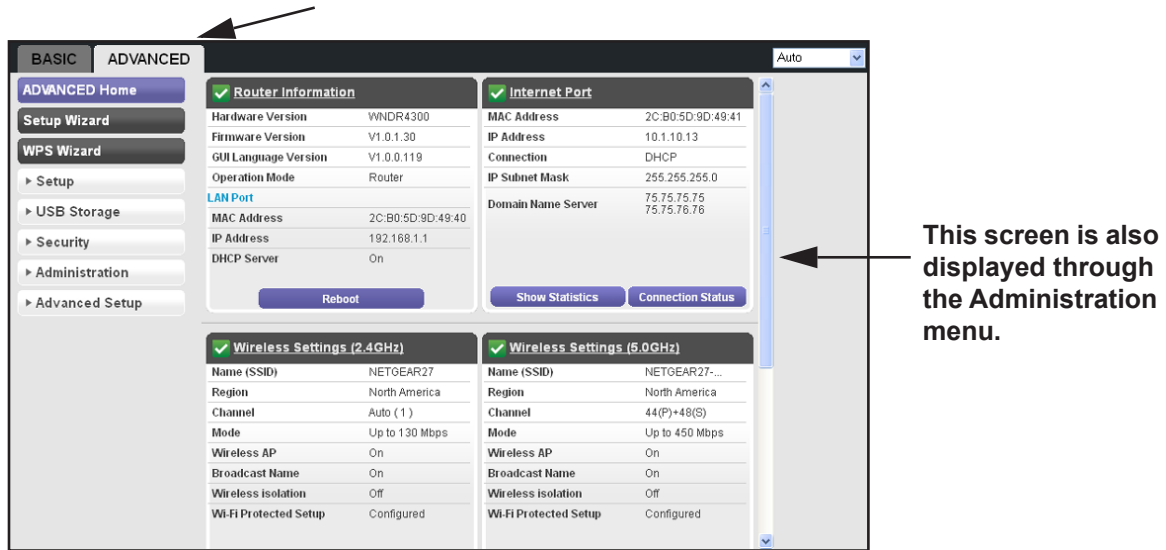 BASIC ADVANCED Auto
ADVANCED Home
Setup Wizard
WPS Wizard
Setup
USB Storage
Security
Administration
Advanced Setup
Router Information
Hardware Version WNDR4300
Firmware Version V1.0.1.30
GUI Language Version V1.0.0.119
Operation Mode Router
LAN Port
MAC Address 2C:B0:5D:9D:49:40
IP Address 192.168.1.1
DHCP Server On
Reboot
Internet Port
MAC Address 2C:B0:5D:9D:49:41
IP Address 10.1.10.13
Connection DHCP
IP Subnet Mask 255.255.255.0
Domain Name Server 75.75.75.75
75.75.76.76
Show Statistics Connection Status
Wireless Settings (2.4GHz)
Name (SSID) NETGEAR27
Region North America
Channel Auto ( 1 )
Mode Up to 130 Mbps
Wireless AP On
Broadcast Name On
Wireless isolation Off
Wi-Fi Protected Setup Configured
Wireless Settings (5.0GHz)
Name (SSID) NETGEAR27-...
Region North America
Channel 44(P)+48(S)
Mode Up to 450 Mbps
Wireless AP On
Broadcast Name On
Wireless isolation Off
Wi-Fi Protected Setup Configured
This screen is also
displayed through
the Administration
menu.